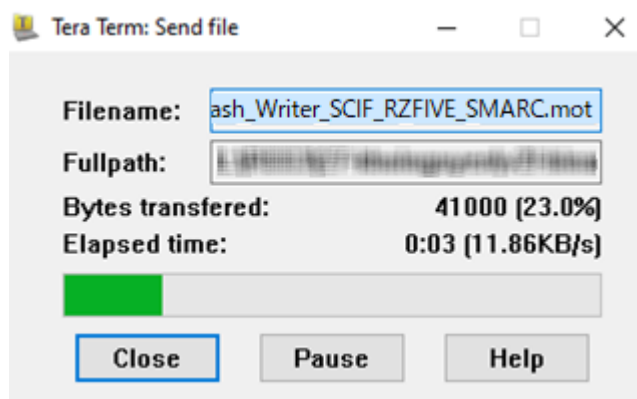 Tera Term: Send file
Filename: ash_Writer_SCIF_RZFIVE_SMARC.mot
Fullpath:
Bytes transferred: 41000 (23.0%)
Elapsed time: 0:03 (11.86KB/s)
Close Pause Help